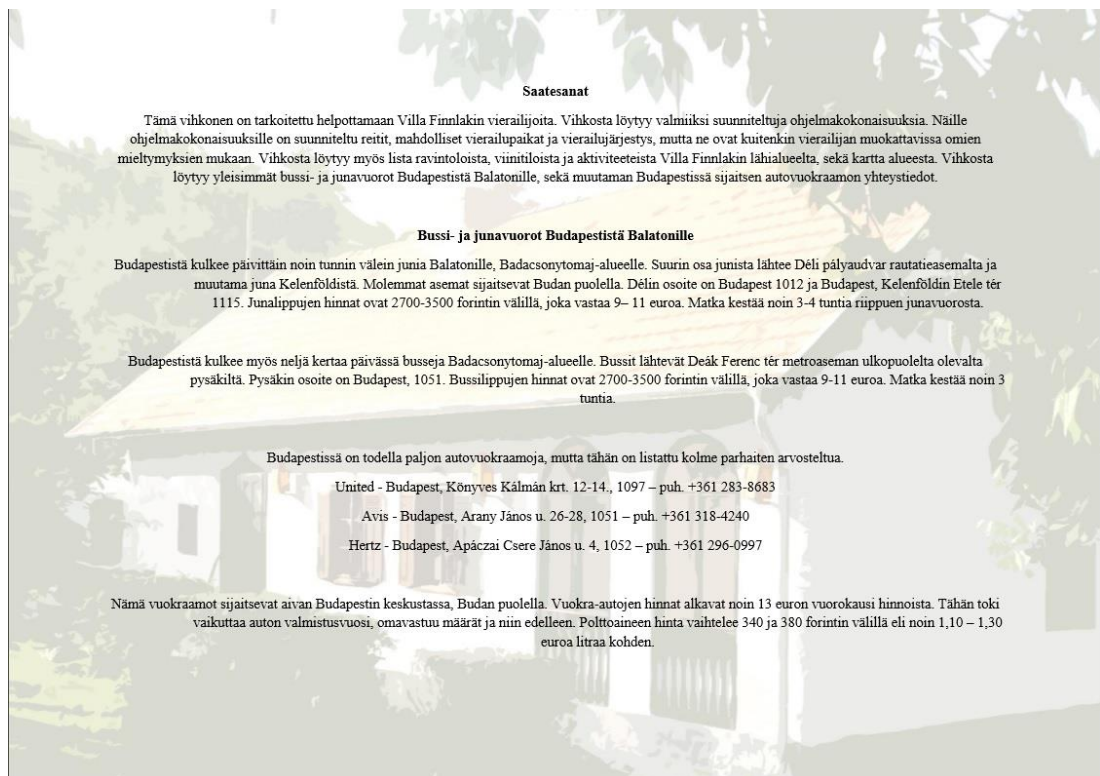 Saatesanat
Tämä vihkonen on tarkoitettu helpottamaan Villa Finnlakin vierailijoita. Vihkosta löytyy valmiiksi suunniteltuja ohjelmakokonaisuuksia. Näille
ohjelmakokonaisuuksille on suunniteltu reitit, mahdolliset vierailupaikat ja vierailujärjestys, mutta ne ovat kuitenkin vierailijan muokattavissa omien
mieltymyksien mukaan. Vihkosta löytyy myös lista ravintoloista, viinitiloista ja aktiviteeteista Villa Finnlakin lähialueelta, sekä kartta alueesta. Vihkosta
löytyy yleisimmät bussi- ja junavuorot Budapestistä Balatonille, sekä muutaman Budapestissä sijaitsen autovuokraamon yhteystiedot.
Bussi- ja junavuorot Budapestistä Balatonille
Budapestistä kulkee päivittäin noin tunnin välein junia Balatonille, Badacsonytomaj-alueelle. Suurin osa junista lähtee Déli pályaudvar rautatieasemalta ja
muutama juna Kelenföldistä. Molemmat asemat sijaitsevat Budan puolella. Délin osoite on Budapest 1012 ja Budapest, Kelenföldin Etele tér
1115. Junalippujen hinnat ovat 2700-3500 forintin välillä, joka vastaa 9– 11 euroa. Matka kestää noin 3-4 tuntia riippuen junavuorosta.
Budapestistä kulkee myös neljä kertaa päivässä busseja Badacsonytomaj-alueelle. Bussit lähtevät Deák Ferenc tér metroaseman ulkopuolelta olevalta
pysäkiltä. Pysäkin osoite on Budapest, 1051. Bussilippujen hinnat ovat 2700-3500 forintin välillä, joka vastaa 9-11 euroa. Matka kestää noin 3
tuntia.
Budapestissä on todella paljon autovuokraamoja, mutta tähän on listattu kolme parhaiten arvosteltua.
United - Budapest, Könyves Kálmán krt. 12-14., 1097 – puh. +361 283-8683
Avis - Budapest, Arany János u. 26-28, 1051 – puh. +361 318-4240
Hertz - Budapest, Apáczai Csere János u. 4, 1052 – puh. +361 296-0997
Nämä vuokraamot sijaitsevat aivan Budapestin keskustassa, Budan puolella. Vuokra-autojen hinnat alkavat noin 13 euron vuorokausi hinnoista. Tähän toki
vaikuttaa auton valmistusvuosi, omavastuu määrät ja niin edelleen. Polttoaineen hinta vaihtelee 340 ja 380 forintin välillä eli noin 1,10 – 1,30
euroa litraa kohden.